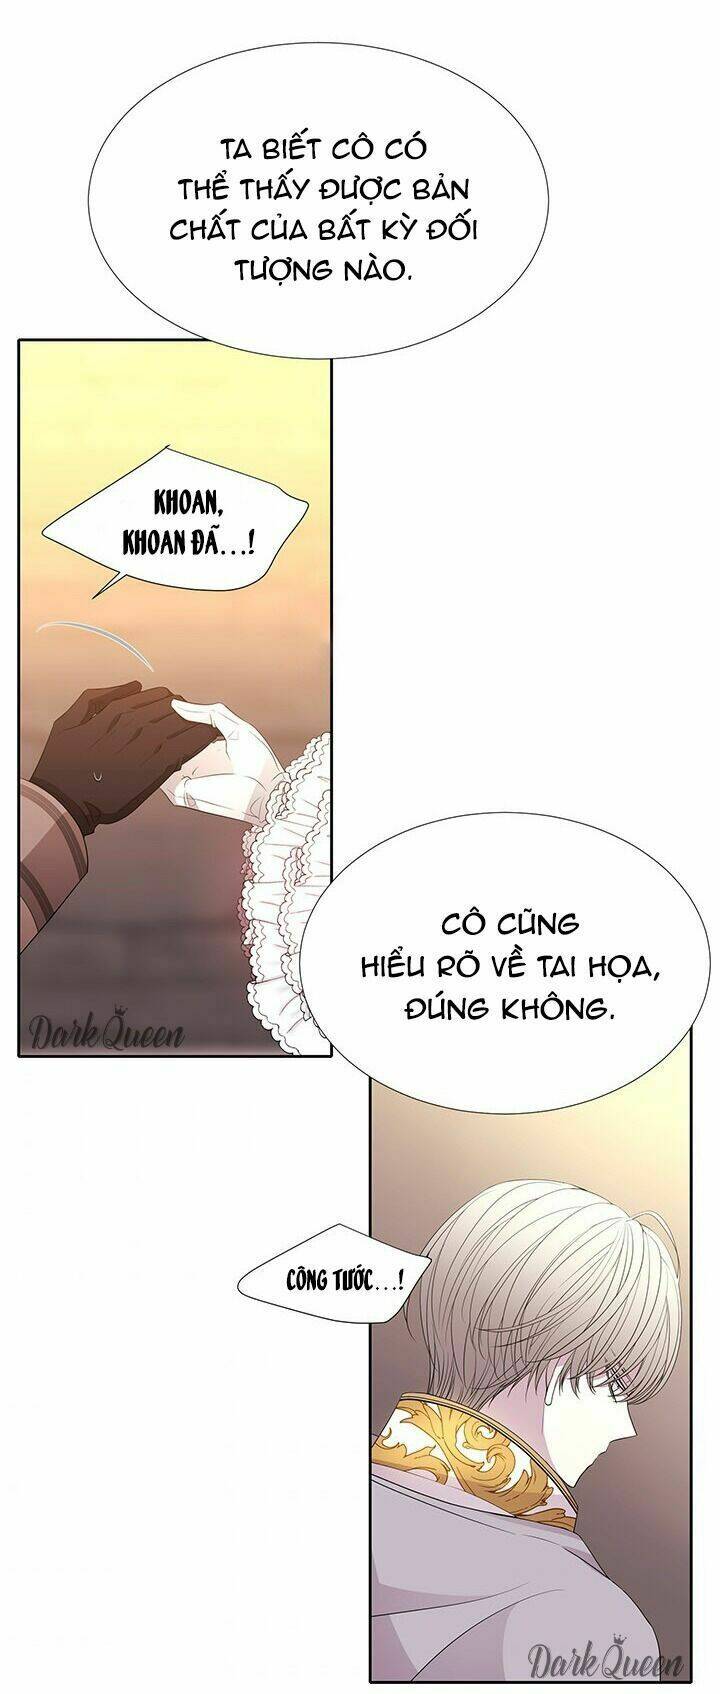 TA BIẾT CÔ CÓ
THỂ THẤY ĐƯỢC BẢN
CHẤT CỦA BẤT KỲ ĐỐI
TƯỢNG NÀO.
KHOAN,
KHOAN ĐÃ...!
DarkQueen
CÔ CŨNG
HIỂU RÕ VỀ TAI HỌA,
ĐÚNG KHÔNG.
CÔNG TƯỚC...!
DarkQueen